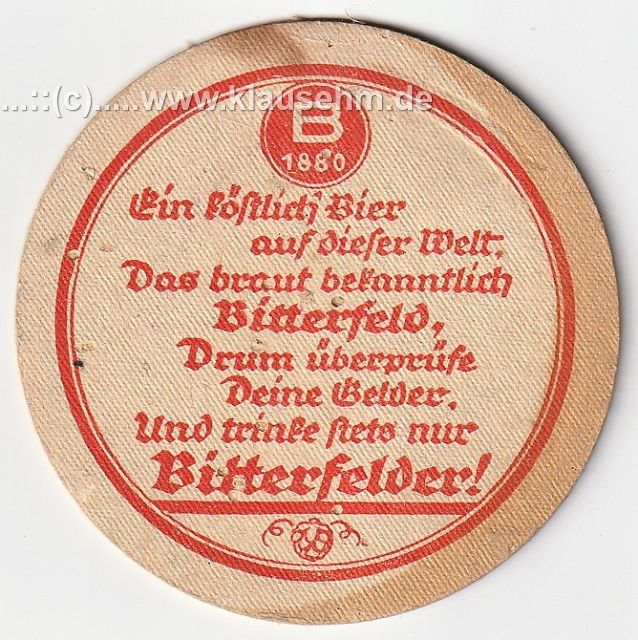 ...::(c).....www.klausehm.de
B
1860
Ein köstlich' Bier
auf dieser Welt,
Das braut bekanntlich
Bitterfeld,
Drum überprüfe
Deine Gelder,
Und trinke stets nur
Bitterfelder!